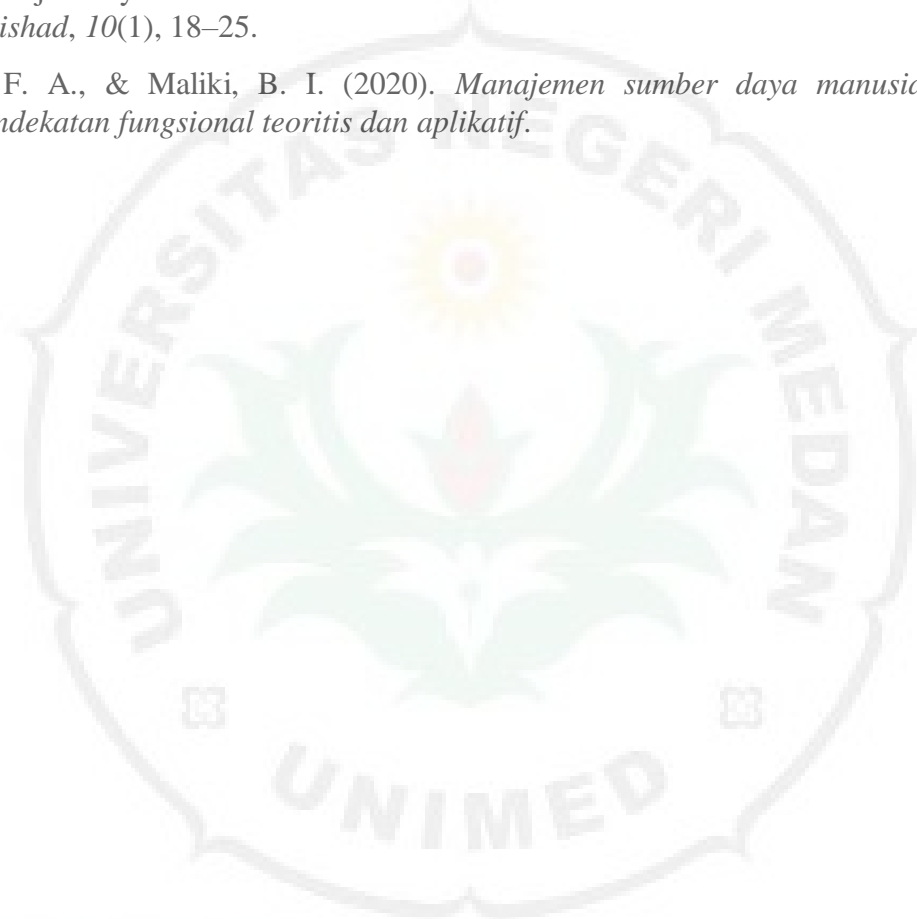 ishad, 10(1), 18–25.
F. A., & Maliki, B. I. (2020). Manajemen sumber daya manusia
ndekatan fungsional teoritis dan aplikatif.
UNIVERSITAS NEGERI MEDAN
UNIMED